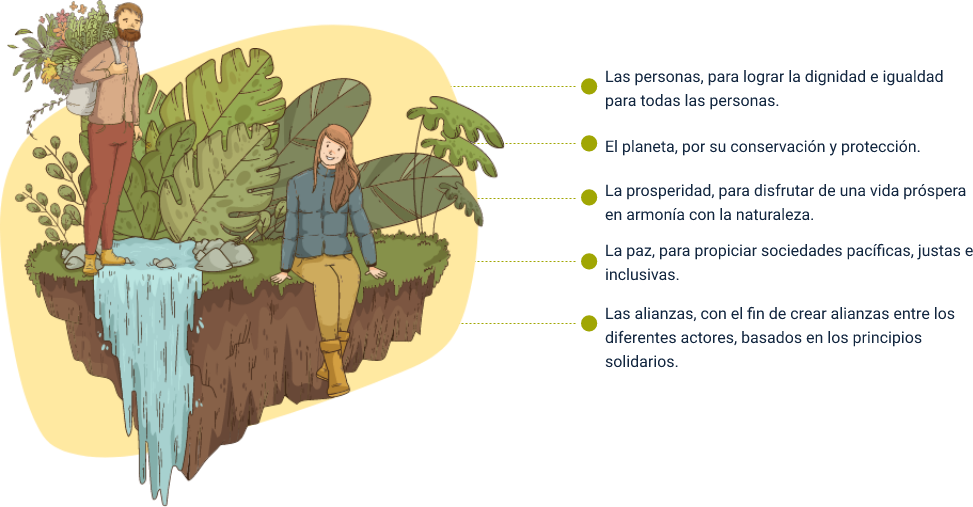 Las personas, para lograr la dignidad e igualdad
para todas las personas.
El planeta, por su conservación y protección.
La prosperidad, para disfrutar de una vida próspera
en armonía con la naturaleza.
La paz, para propiciar sociedades pacíficas, justas e
inclusivas.
Las alianzas, con el fin de crear alianzas entre los
diferentes actores, basados en los principios
solidarios.